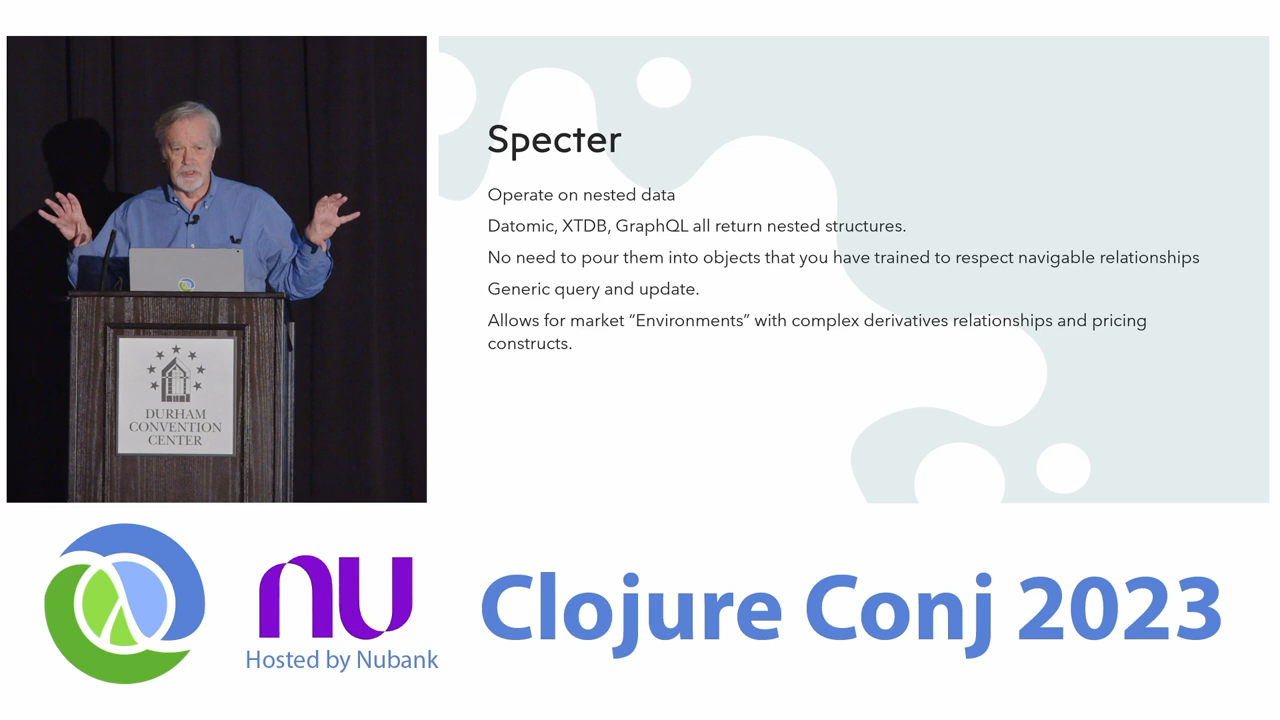 Specter
Operate on nested data
Datomic, XTDB, GraphQL all return nested structures.
No need to pour them into objects that you have trained to respect navigable relationships
Generic query and update.
Allows for market “Environments” with complex derivatives relationships and pricing
constructs.
DURHAM
CONVENTION
CENTER
nu
Hosted by Nubank
Clojure Conj 2023